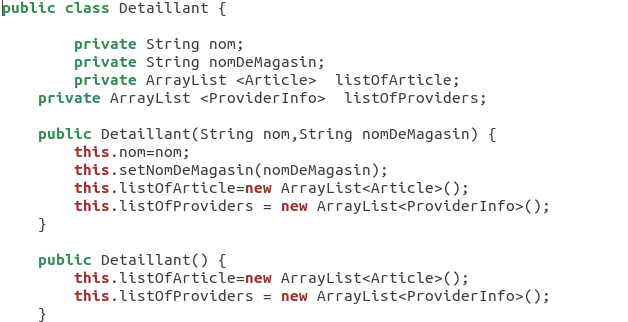 public class Detaillant {
private String nom;
private String nomDeMagasin;
private ArrayList <Article>  listOfArticle;
private ArrayList <ProviderInfo>  listOfProviders;
public Detaillant(String nom,String nomDeMagasin) {
this.nom=nom;
this.setNomDeMagasin(nomDeMagasin);
this.listOfArticle=new ArrayList<Article>();
this.listOfProviders = new ArrayList<ProviderInfo>();
}
public Detaillant() {
this.listOfArticle=new ArrayList<Article>();
this.listOfProviders = new ArrayList<ProviderInfo>();
}